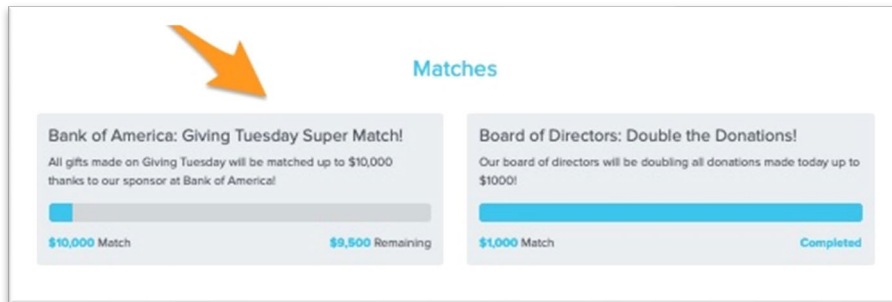 Matches
Bank of America: Giving Tuesday Super Match!
All gifts made on Giving Tuesday will be matched up to $10,000
thanks to our sponsor at Bank of America!
$10,000 Match
$9,500 Remaining
Board of Directors: Double the Donations!
Our board of directors will be doubling all donations made today up to
$1000!
$1,000 Match
Completed